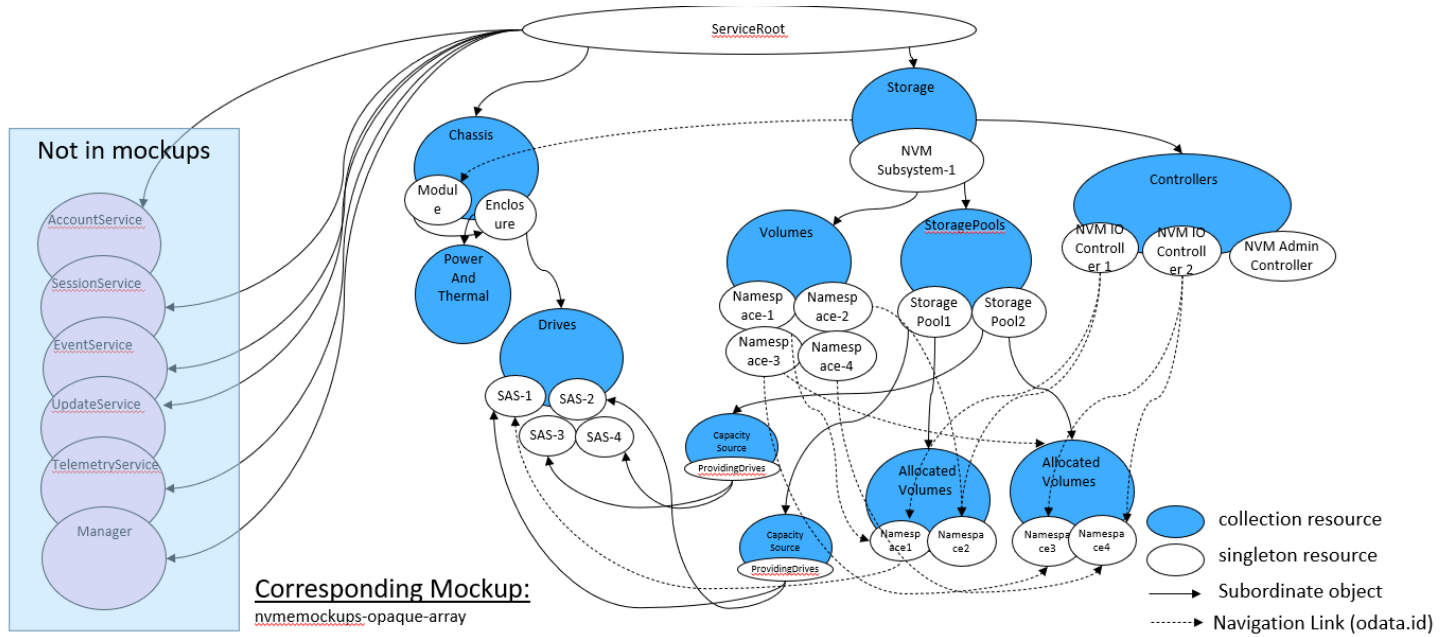 ServiceRoot
Not in mockups
AccountService
SessionService
EventService
UpdateService
TelemetryService
Manager
Chassis
Modul
e
Enclos
ure
Power
And
Thermal
Drives
SAS-1
SAS-2
SAS-3
SAS-4
Storage
NVM
Subsystem-1
Volumes
Namesp
ace-1
Namesp
ace-2
Namesp
ace-3
Namesp
ace-4
StoragePools
Storage
Pool1
Storage
Pool2
Controllers
NVM IO
Controll
er 1
NVM IO
Controll
er 2
NVM Admin
Controller
Capacity
Source
ProvidingDrives
Capacity
Source
ProvidingDrives
Allocated
Volumes
Namesp
ace1
Namespa
ce2
Allocated
Volumes
Namespa
ce3
Namesp
ace4
collection resource
singleton resource
Subordinate object
Navigation Link (odata.id)
Corresponding Mockup:
nvmemockups-opaque-array